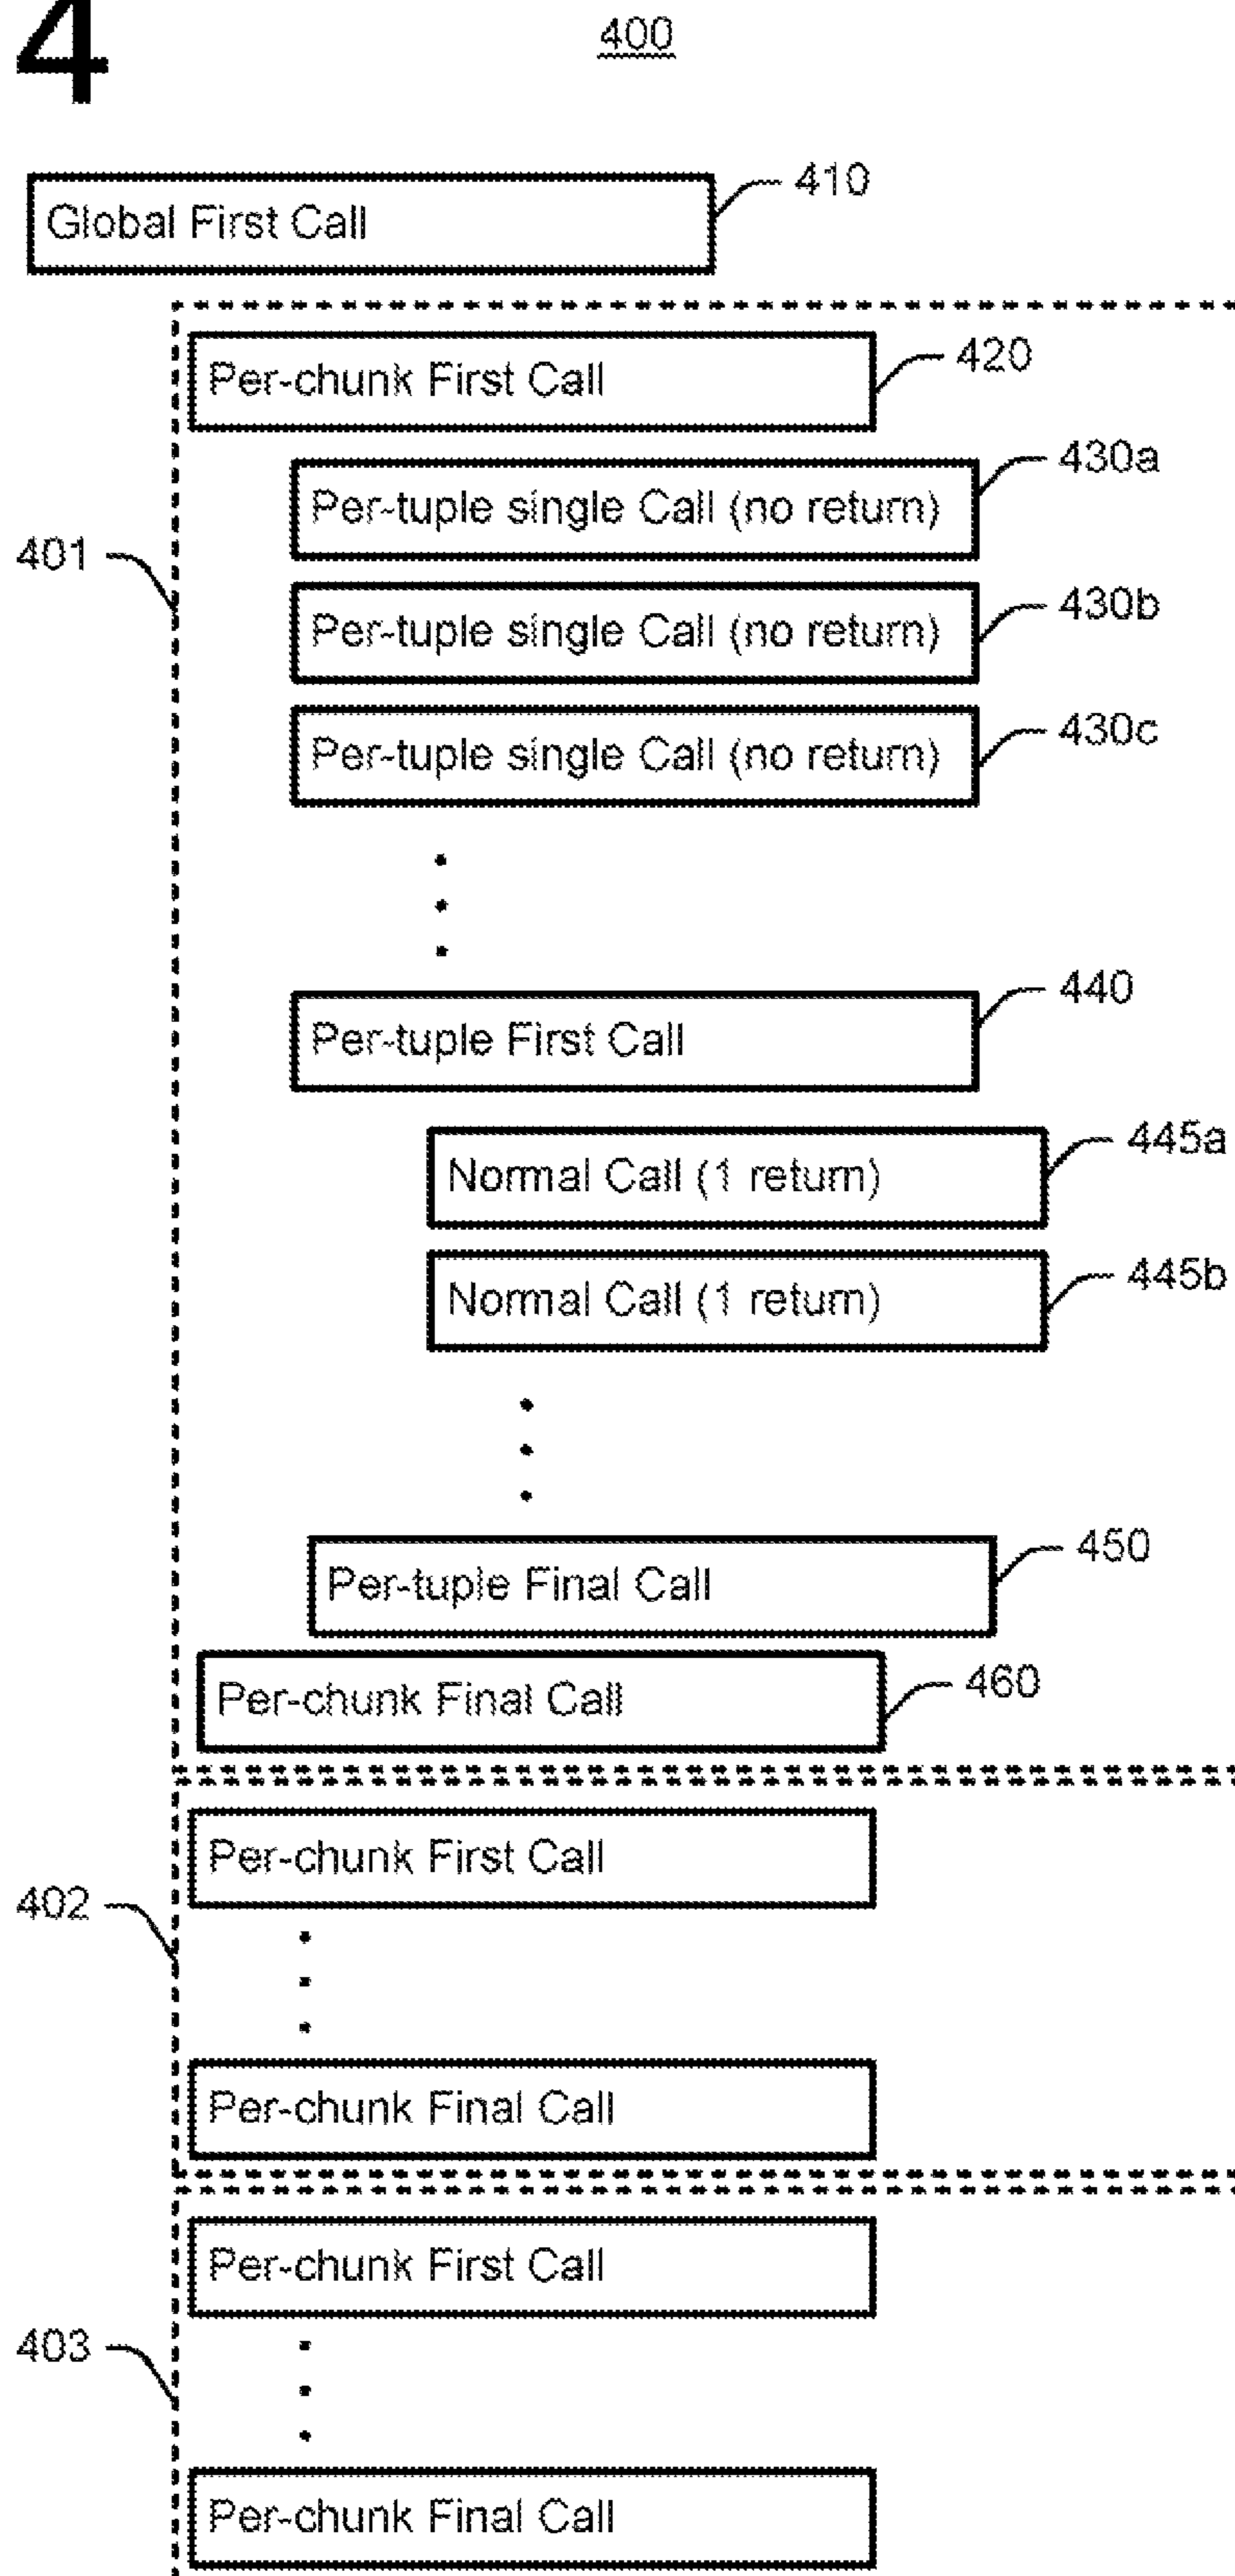 4
400
Global First Call
410
Per-chunk First Call
420
Per-tuple single Call (no return)
430a
401
Per-tuple single Call (no return)
430b
Per-tuple single Call (no return)
430c
Per-tuple First Call
440
Normal Call (1 return)
445a
Normal Call (1 return)
445b
Per-tuple Final Call
450
Per-chunk Final Call
460
Per-chunk First Call
402
Per-chunk Final Call
Per-chunk First Call
403
Per-chunk Final Call